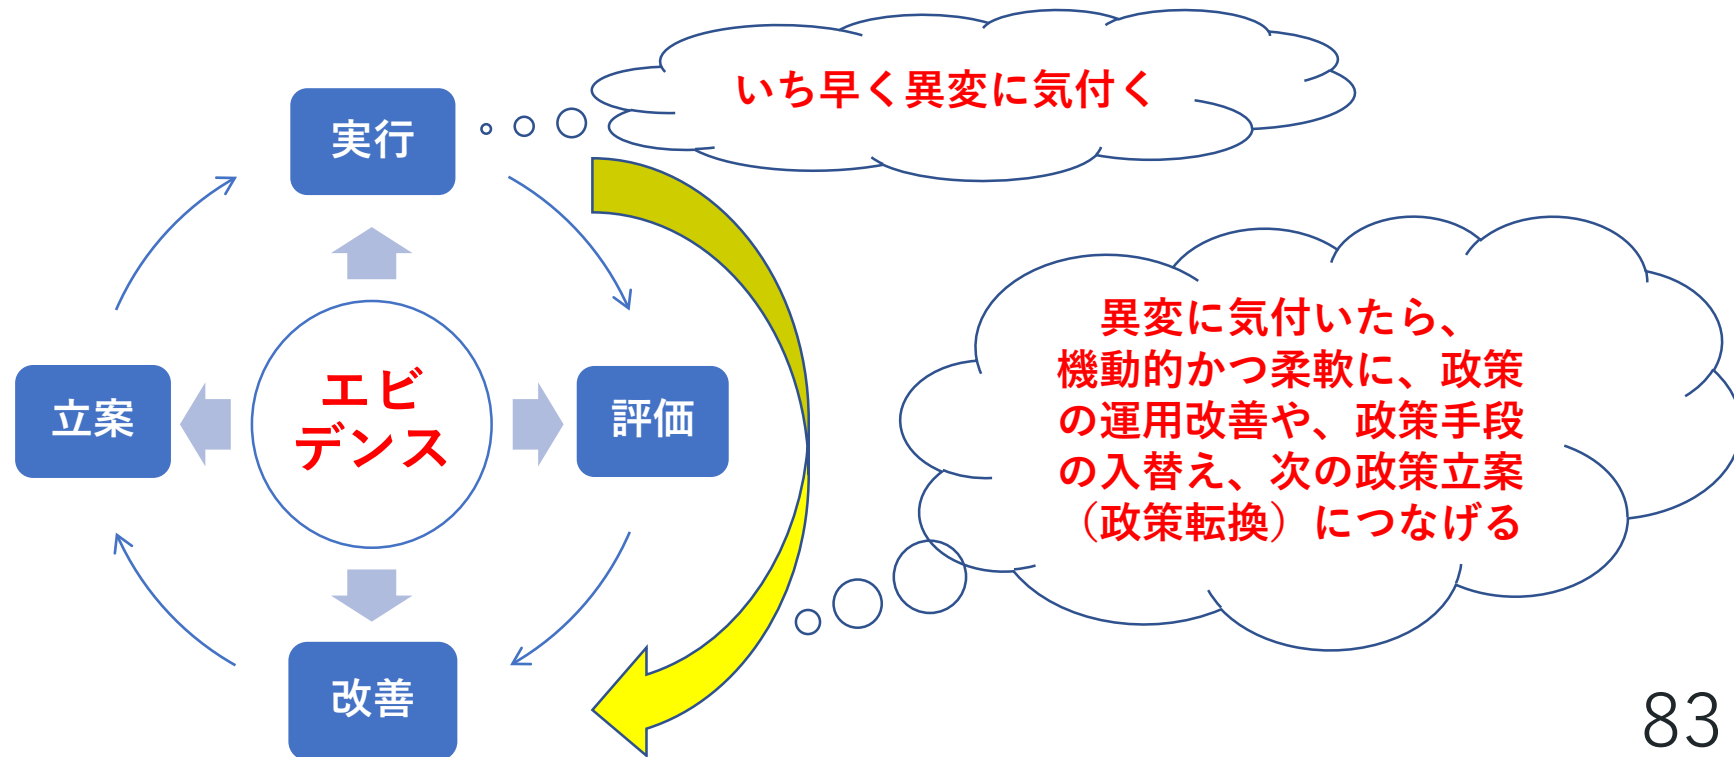 いち早く異変に気付く
実行
エビ
デンス
立案
評価
異変に気付いたら、
機動的かつ柔軟に、政策
の運用改善や、政策手段
の入替え、次の政策立案
（政策転換）につなげる
改善
83